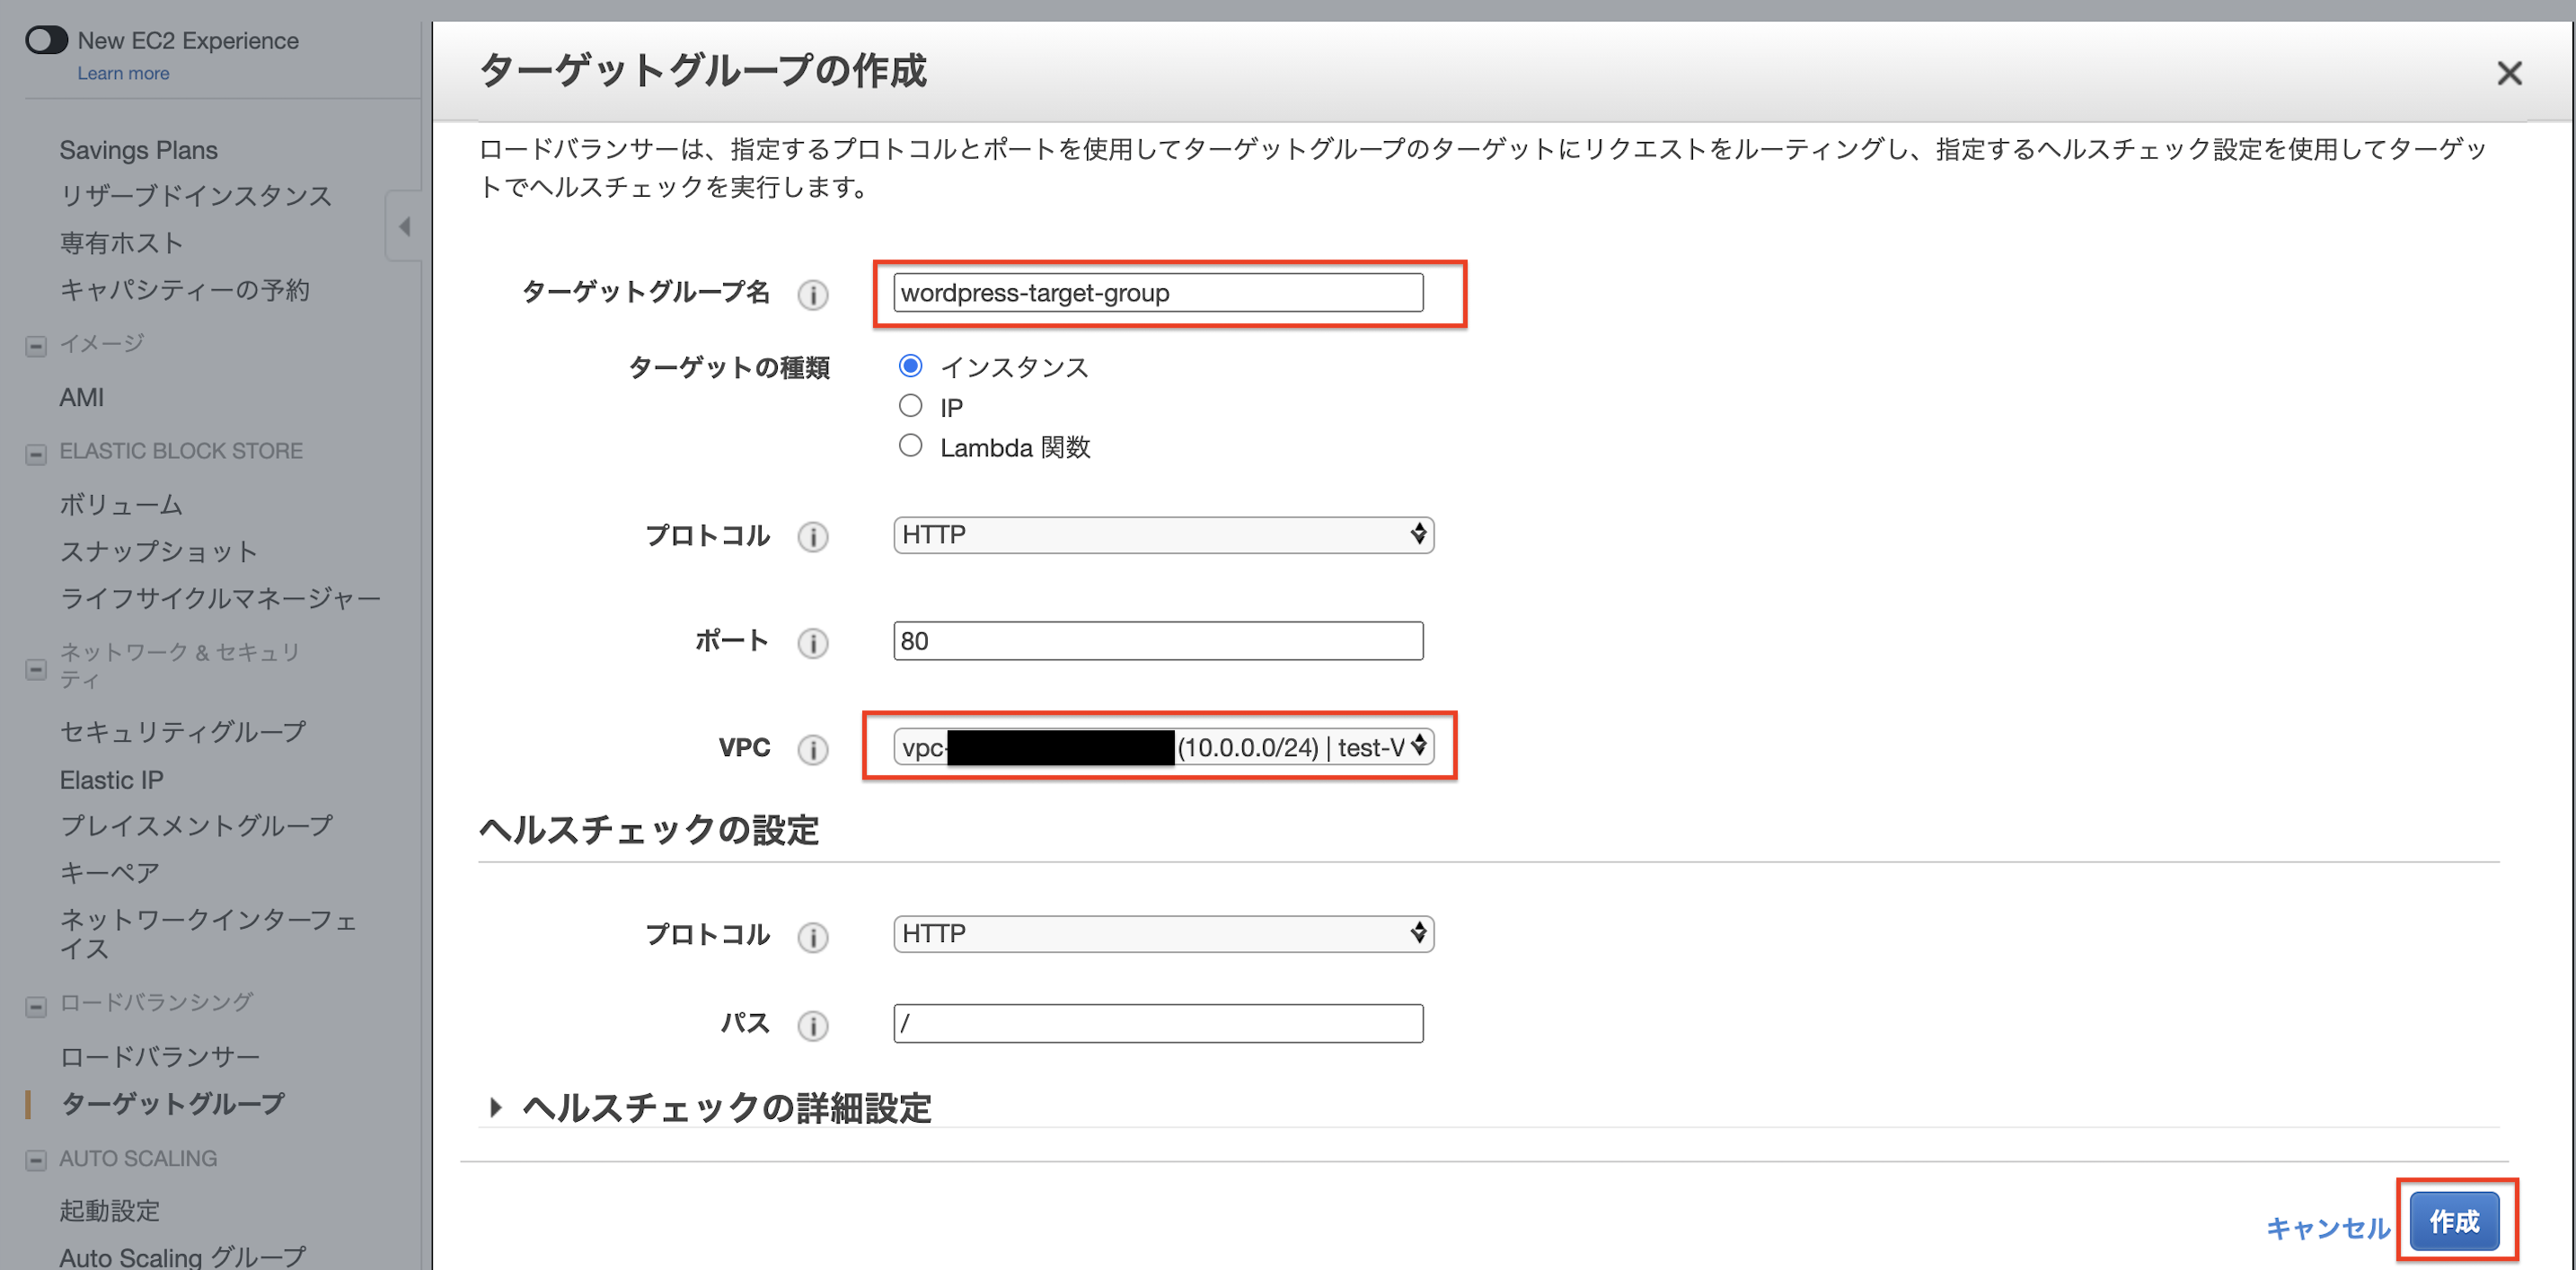 New EC2 Experience
Learn more
Savings Plans
リザーブドインスタンス
専有ホスト
キャパシティーの予約
イメージ
AMI
ELASTIC BLOCK STORE
ボリューム
スナップショット
ライフサイクルマネージャー
ネットワーク & セキュリ
ティ
セキュリティグループ
Elastic IP
プレイスメントグループ
キーペア
ネットワークインターフェ
イス
ロードバランシング
ロードバランサー
ターゲットグループ
AUTO SCALING
起動設定
Auto Scaling グループ
ターゲットグループの作成
ロードバランサーは、指定するプロトコルとポートを使用してターゲットグループのターゲットにリクエストをルーティングし、指定するヘルスチェック設定を使用してターゲッ
トでヘルスチェックを実行します。
ターゲットグループ名 wordpress-target-group
ターゲットの種類 インスタンス
IP
Lambda 関数
プロトコル HTTP
ポート 80
VPC vpc- (10.0.0.0/24) | test-V
ヘルスチェックの設定
プロトコル HTTP
パス /
ヘルスチェックの詳細設定
キャンセル 作成